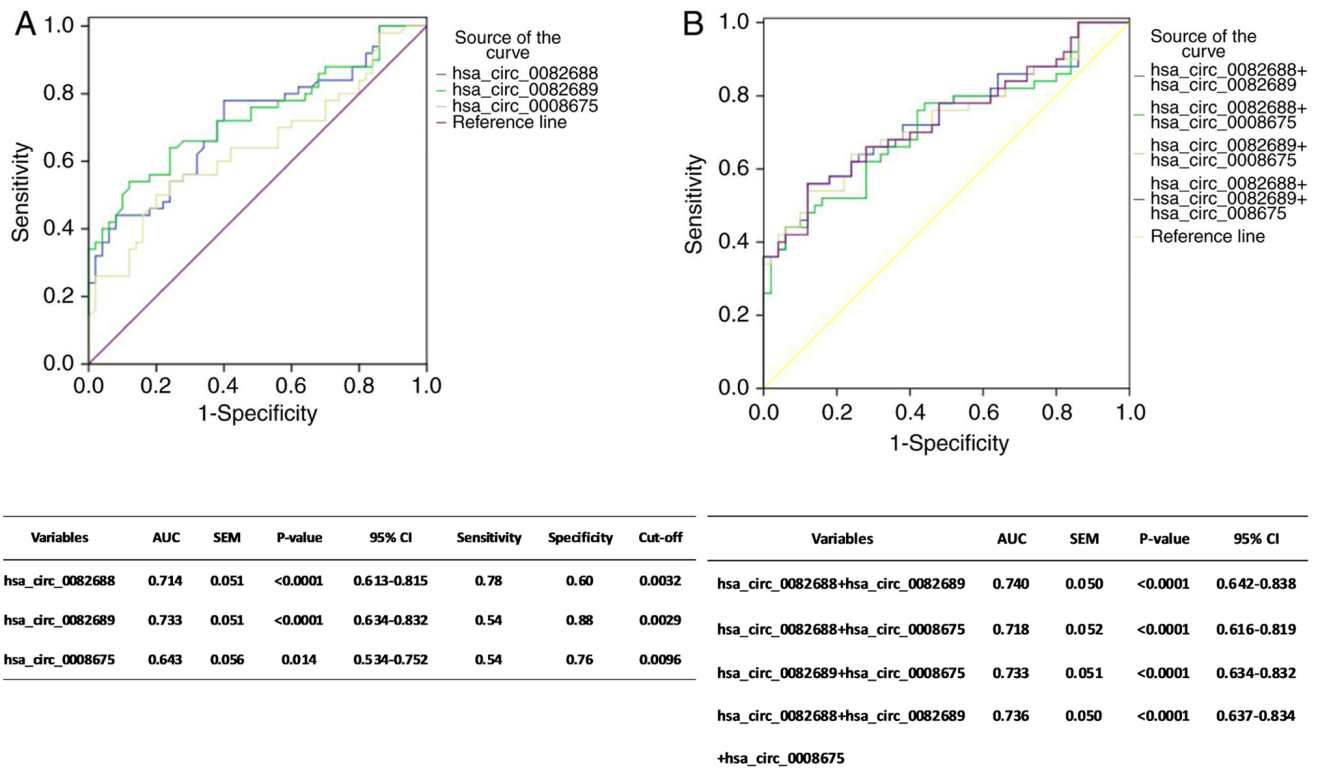 A
1.0
0.8
0.6
0.4
0.2
0.0
Sensitivity
0.0 0.2 0.4 0.6 0.8 1.0
1-Specificity
Source of the
curve
hsa_circ_0082688
hsa_circ_0082689
hsa_circ_0008675
Reference line
B
1.0
0.8
0.6
0.4
0.2
0.0
Sensitivity
0.0 0.2 0.4 0.6 0.8 1.0
1-Specificity
Source of the
curve
hsa_circ_0082688+
hsa_circ_0082689
hsa_circ_0082688+
hsa_circ_0008675
hsa_circ_0082689+
hsa_circ_0008675
hsa_circ_0082688+
hsa_circ_0082689+
hsa_circ_008675
Reference line
Variables AUC SEM P-value 95% CI Sensitivity Specificity Cut-off
hsa_circ_0082688 0.714 0.051 <0.0001 0.613-0.815 0.78 0.60 0.0032
hsa_circ_0082689 0.733 0.051 <0.0001 0.634-0.832 0.54 0.88 0.0029
hsa_circ_0008675 0.643 0.056 0.014 0.534-0.752 0.54 0.76 0.0096
Variables AUC SEM P-value 95% CI
hsa_circ_0082688+hsa_circ_0082689 0.740 0.050 <0.0001 0.642-0.838
hsa_circ_0082688+hsa_circ_0008675 0.718 0.052 <0.0001 0.616-0.819
hsa_circ_0082689+hsa_circ_0008675 0.733 0.051 <0.0001 0.634-0.832
hsa_circ_0082688+hsa_circ_0082689 0.736 0.050 <0.0001 0.637-0.834
+hsa_circ_0008675